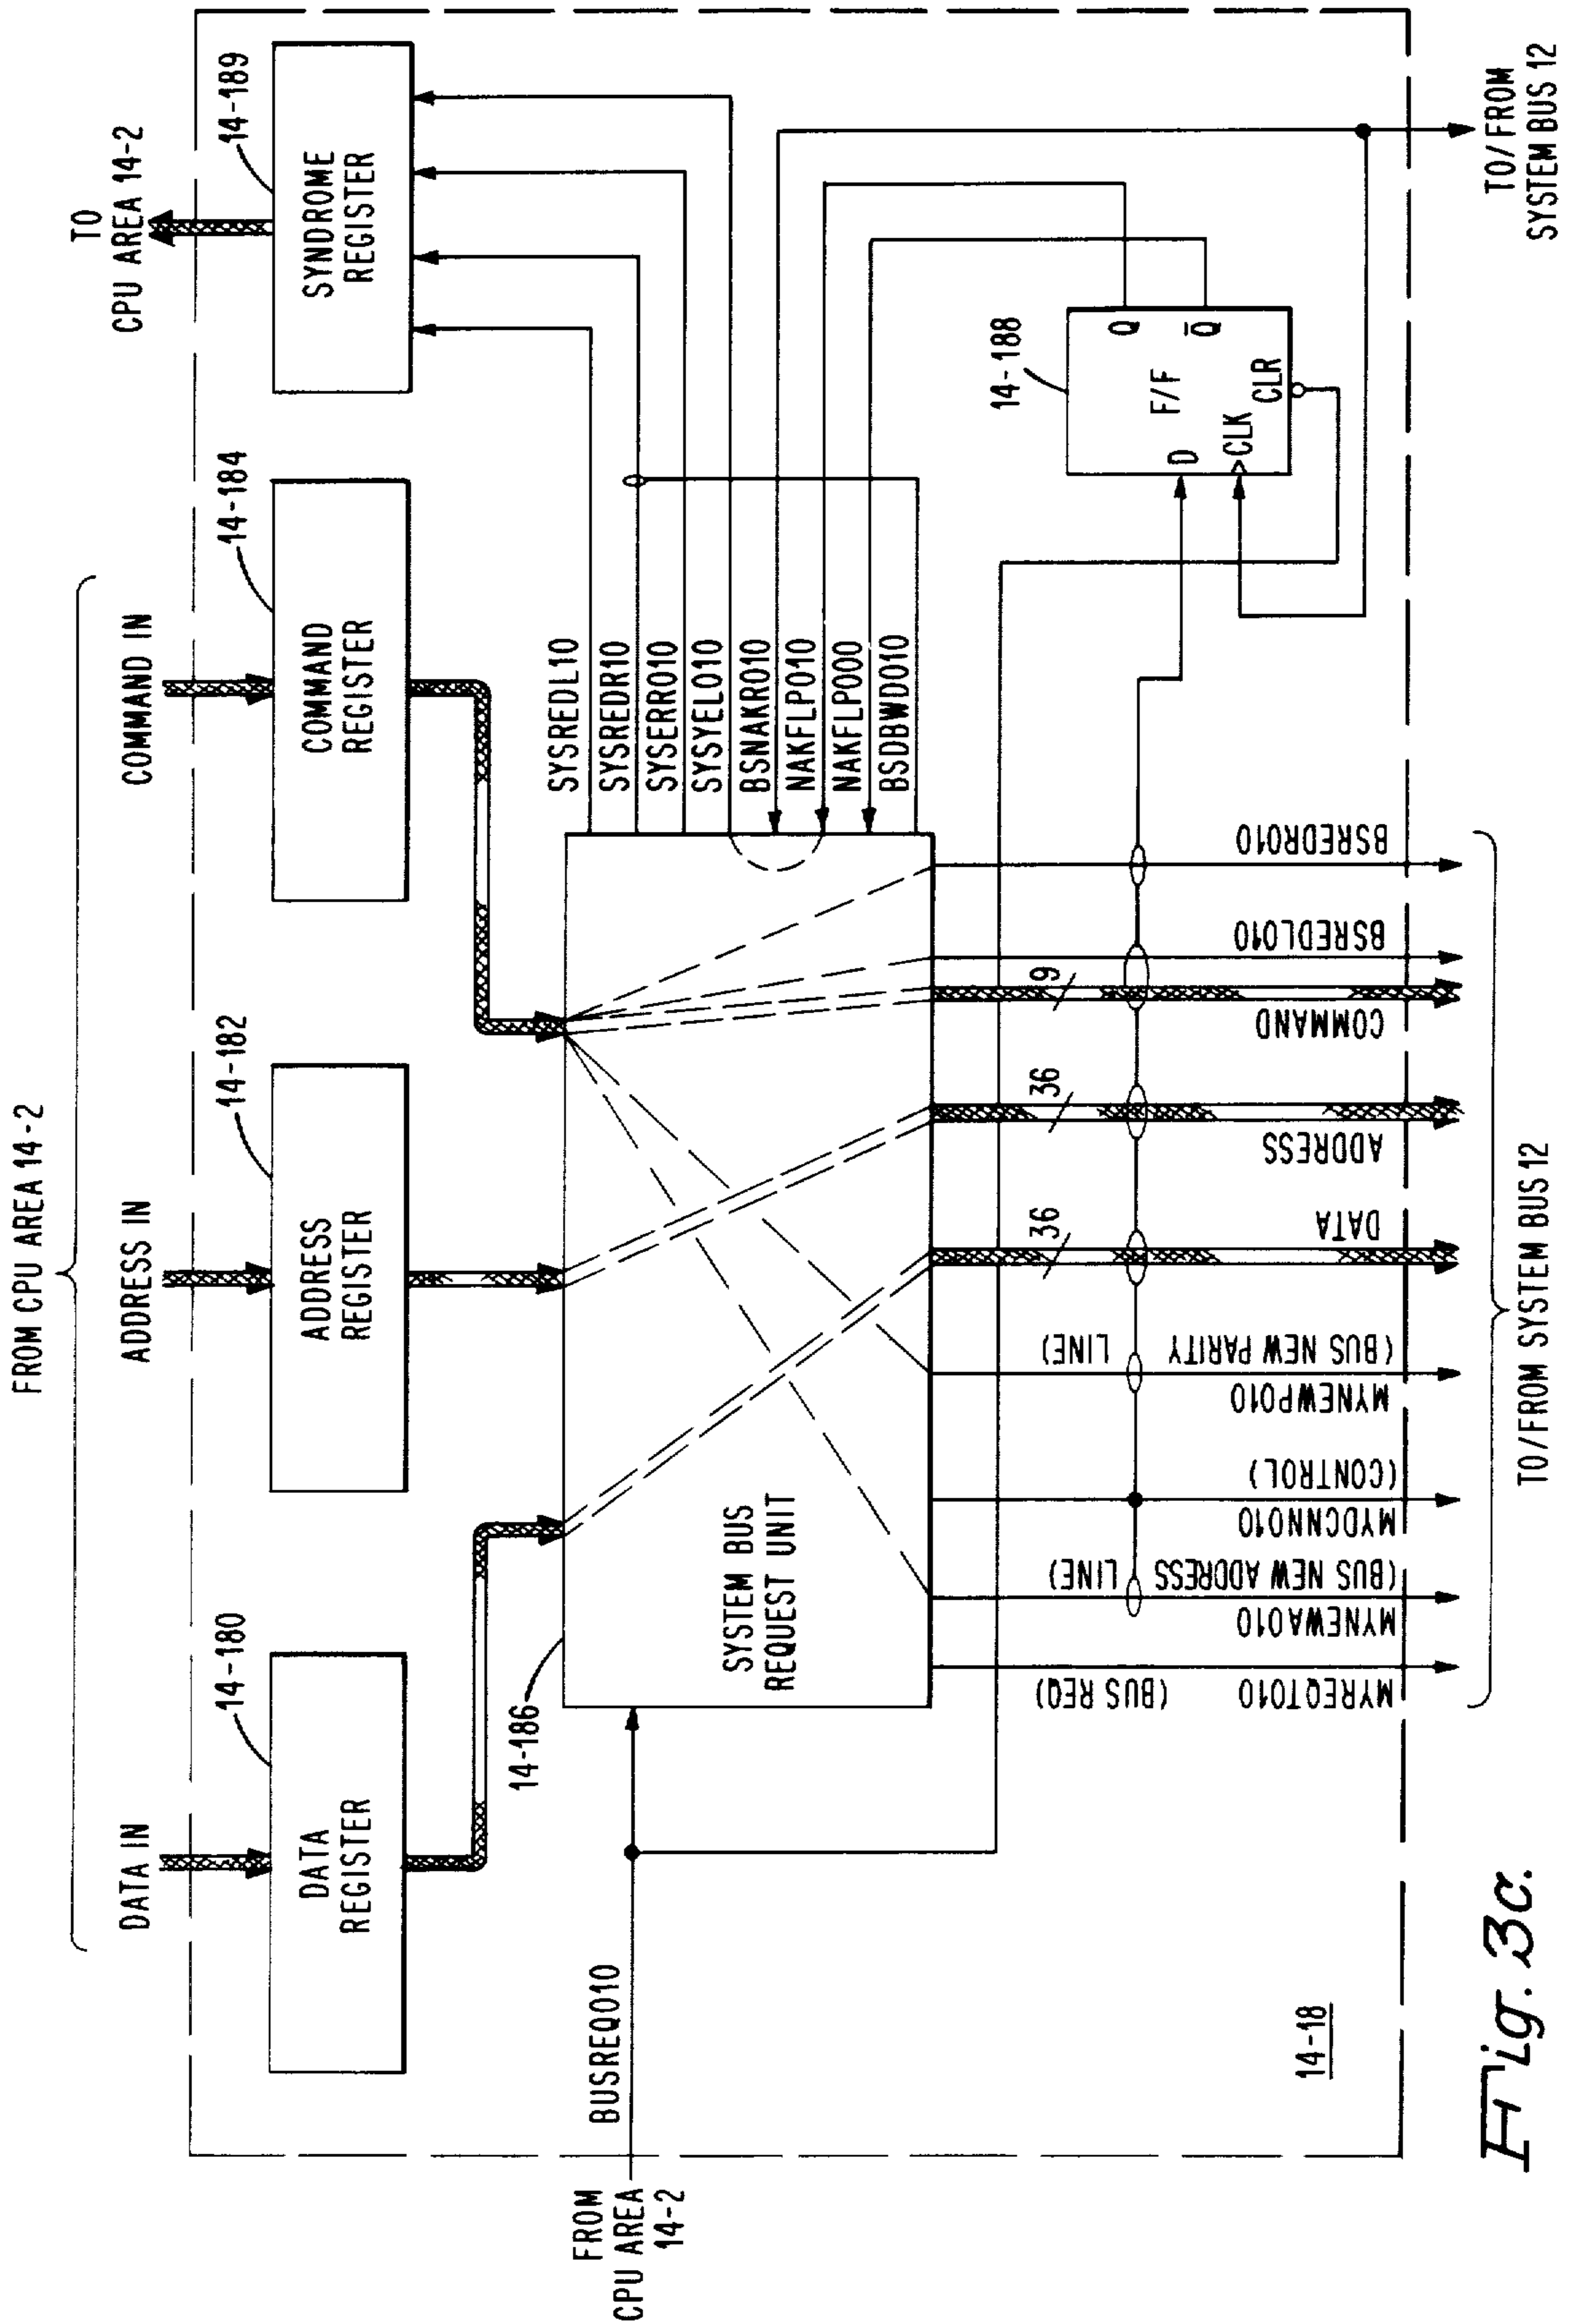 FROM CPU AREA 14-2
DATA IN
ADDRESS IN
COMMAND IN
TO
CPU AREA 14-2
14-180
14-182
14-184
14-189
DATA
REGISTER
ADDRESS
REGISTER
COMMAND
REGISTER
SYNDROME
REGISTER
FROM
CPU AREA
14-2
BUSREQ010
14-186
SYSTEM BUS
REQUEST UNIT
SYSREDL10
SYSREDR10
SYSERR010
SYSYEL010
BSNAKR010
NAKFLP010
NAKFLP000
BSDBWD010
14-188
D
F/F
Q
Q̅
CLK
CLR
MYREQT010
(BUS REQ)
MYNEWA010
(BUS NEW ADDRESS LINE)
MYDCNN010
(CONTROL)
MYNEWP010
(BUS NEW PARITY LINE)
36
DATA
36
ADDRESS
9
COMMAND
BSREDL010
BSREDR010
14-18
TO/FROM SYSTEM BUS 12
TO/FROM
SYSTEM BUS 12
Fig. 3c.